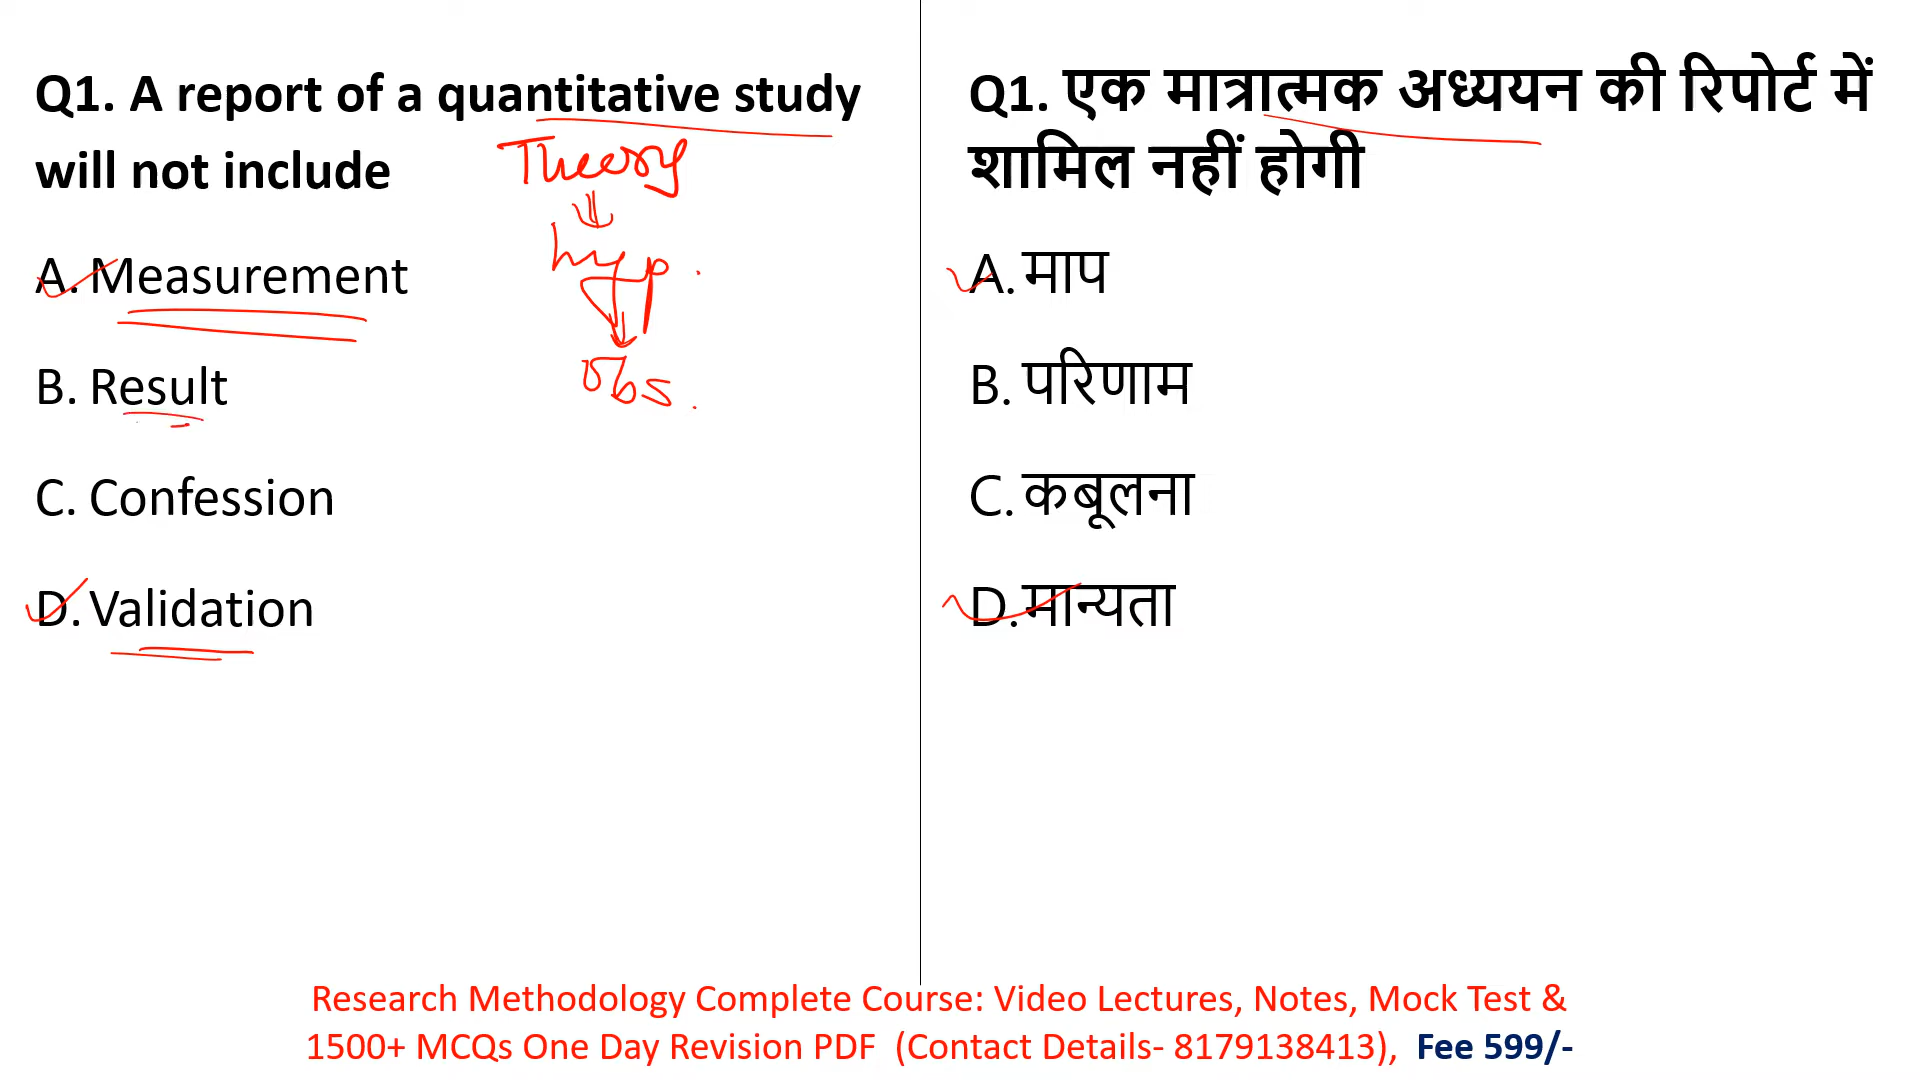 Q1. A report of a quantitative study
will not include
Theory
hyp.
obs.
A. Measurement
B. Result
C. Confession
D. Validation
Q1. एक मात्रात्मक अध्ययन की रिपोर्ट में
शामिल नहीं होगी
A. माप
B. परिणाम
C. कबूलना
D. मान्यता
Research Methodology Complete Course: Video Lectures, Notes, Mock Test &
1500+ MCQs One Day Revision PDF (Contact Details- 8179138413), Fee 599/-